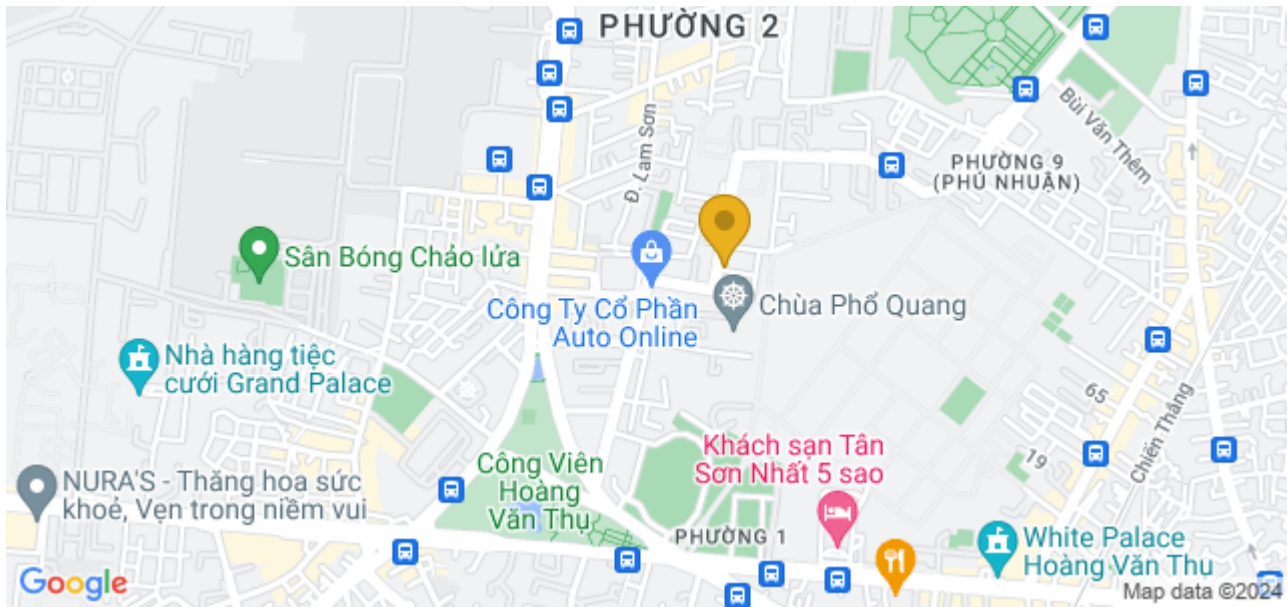 PHƯỜNG 2
Bùi Văn Thêm
Đ. Lam Sơn
PHƯỜNG 9
(PHÚ NHUẬN)
Sân Bóng Chảo lửa
Công Ty Cổ Phần
Auto Online
Chùa Phổ Quang
Nhà hàng tiệc
cưới Grand Palace
65
Chiến Thắng
Khách sạn Tân
Sơn Nhất 5 sao
19
Công Viên
Hoàng
Văn Thụ
NURA'S - Thăng hoa sức
khoẻ, Vẹn trong niềm vui
PHƯỜNG 1
White Palace
Hoàng Văn Thụ
Google
Map data ©2024